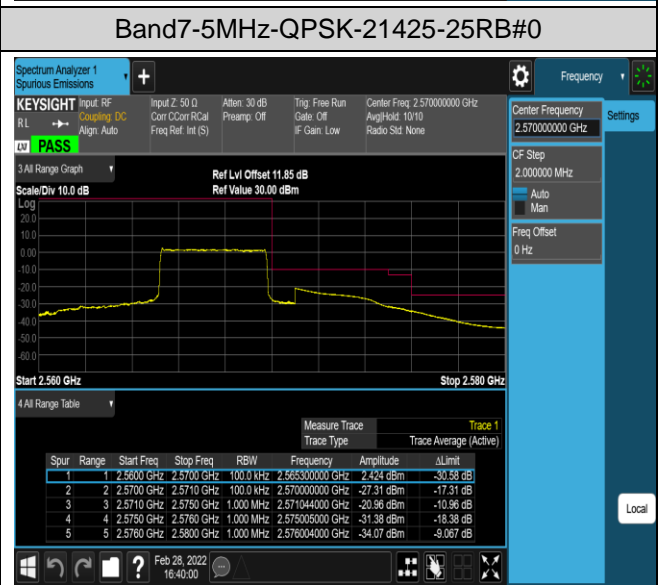 Band7-5MHz-QPSK-21425-25RB#0
Spectrum Analyzer 1
Spurious Emissions
+
Frequency
KEYSIGHT Input: RF Input Z: 50 Ω Atten: 30 dB Trig: Free Run Center Freq: 2.570000000 GHz
RL Coupling: DC Corr CCorr RCal Preamp: Off Gate: Off Avg|Hold: 10/10
Align: Auto Freq Ref: Int (S) IF Gain: Low Radio Std: None
LXI PASS
Center Frequency
2.570000000 GHz
Settings
CF Step
2.000000 MHz
Auto
Man
Freq Offset
0 Hz
3 All Range Graph
Ref Lvl Offset 11.85 dB
Scale/Div 10.0 dB Ref Value 30.00 dBm
Log
20.0
10.0
0.00
-10.0
-20.0
-30.0
-40.0
-50.0
-60.0
Start 2.560 GHz Stop 2.580 GHz
4 All Range Table
Measure Trace Trace 1
Trace Type Trace Average (Active)
Spur Range Start Freq Stop Freq RBW Frequency Amplitude ΔLimit
1 1 2.5600 GHz 2.5700 GHz 100.0 kHz 2.565300000 GHz 2.424 dBm -30.58 dB
2 2 2.5700 GHz 2.5710 GHz 100.0 kHz 2.570000000 GHz -27.31 dBm -17.31 dB
3 3 2.5710 GHz 2.5750 GHz 1.000 MHz 2.571044000 GHz -20.96 dBm -10.96 dB
4 4 2.5750 GHz 2.5760 GHz 1.000 MHz 2.575005000 GHz -31.38 dBm -18.38 dB
5 5 2.5760 GHz 2.5800 GHz 1.000 MHz 2.576004000 GHz -34.07 dBm -9.067 dB
Local
? Feb 28, 2022
16:40:00